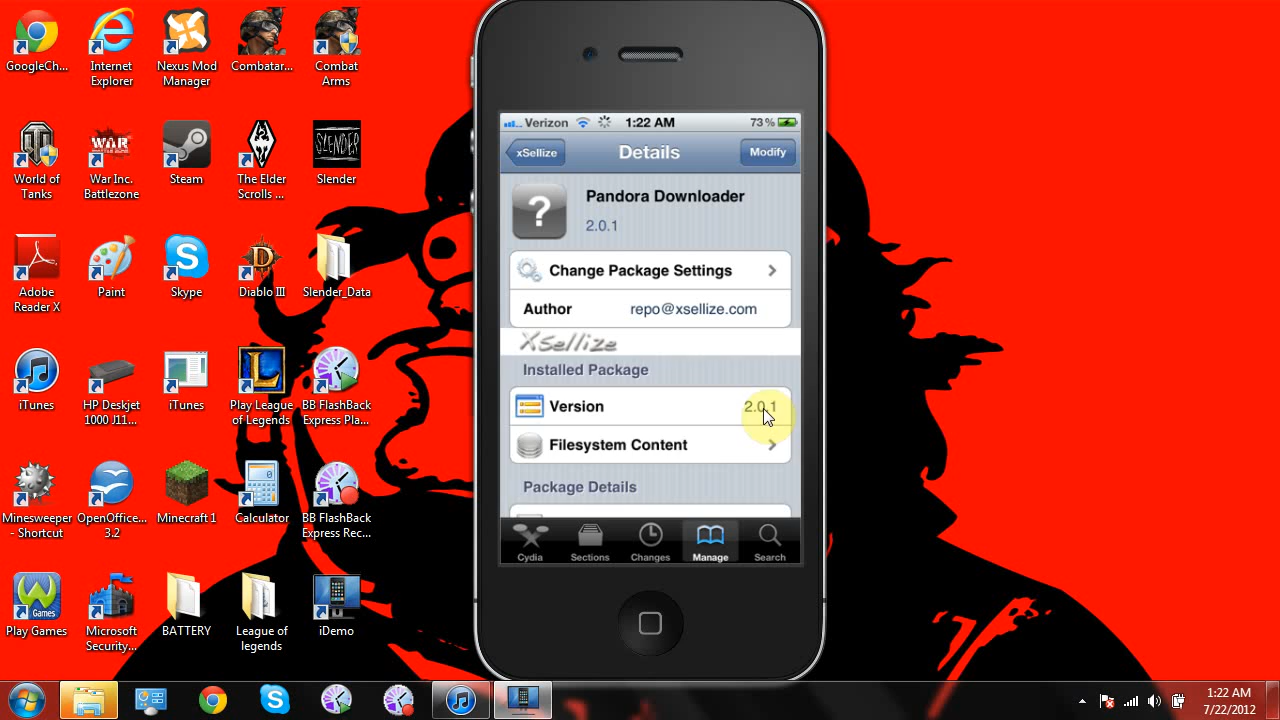 GoogleCh...
Internet Explorer
Nexus Mod Manager
Combatar...
Combat Arms
World of Tanks
WAR
War Inc. Battlezone
Steam
The Elder Scrolls ...
SLENDER
Slender
Adobe Reader X
Paint
Skype
Diablo III
Slender_Data
iTunes
HP Deskjet 1000 J11...
iTunes
Play League of Legends
BB FlashBack Express Pla...
Minesweeper - Shortcut
OpenOffice... 3.2
Minecraft 1
Calculator
BB FlashBack Express Rec...
Games
Play Games
Microsoft Security...
BATTERY
League of legends
iDemo
Verizon 1:22 AM 73%
xSellize Details Modify
?
Pandora Downloader
2.0.1
Change Package Settings
Author repo@xsellize.com
XSellize
Installed Package
Version 2.0.1
Filesystem Content
Package Details
Cydia Sections Changes Manage Search
1:22 AM
7/22/2012